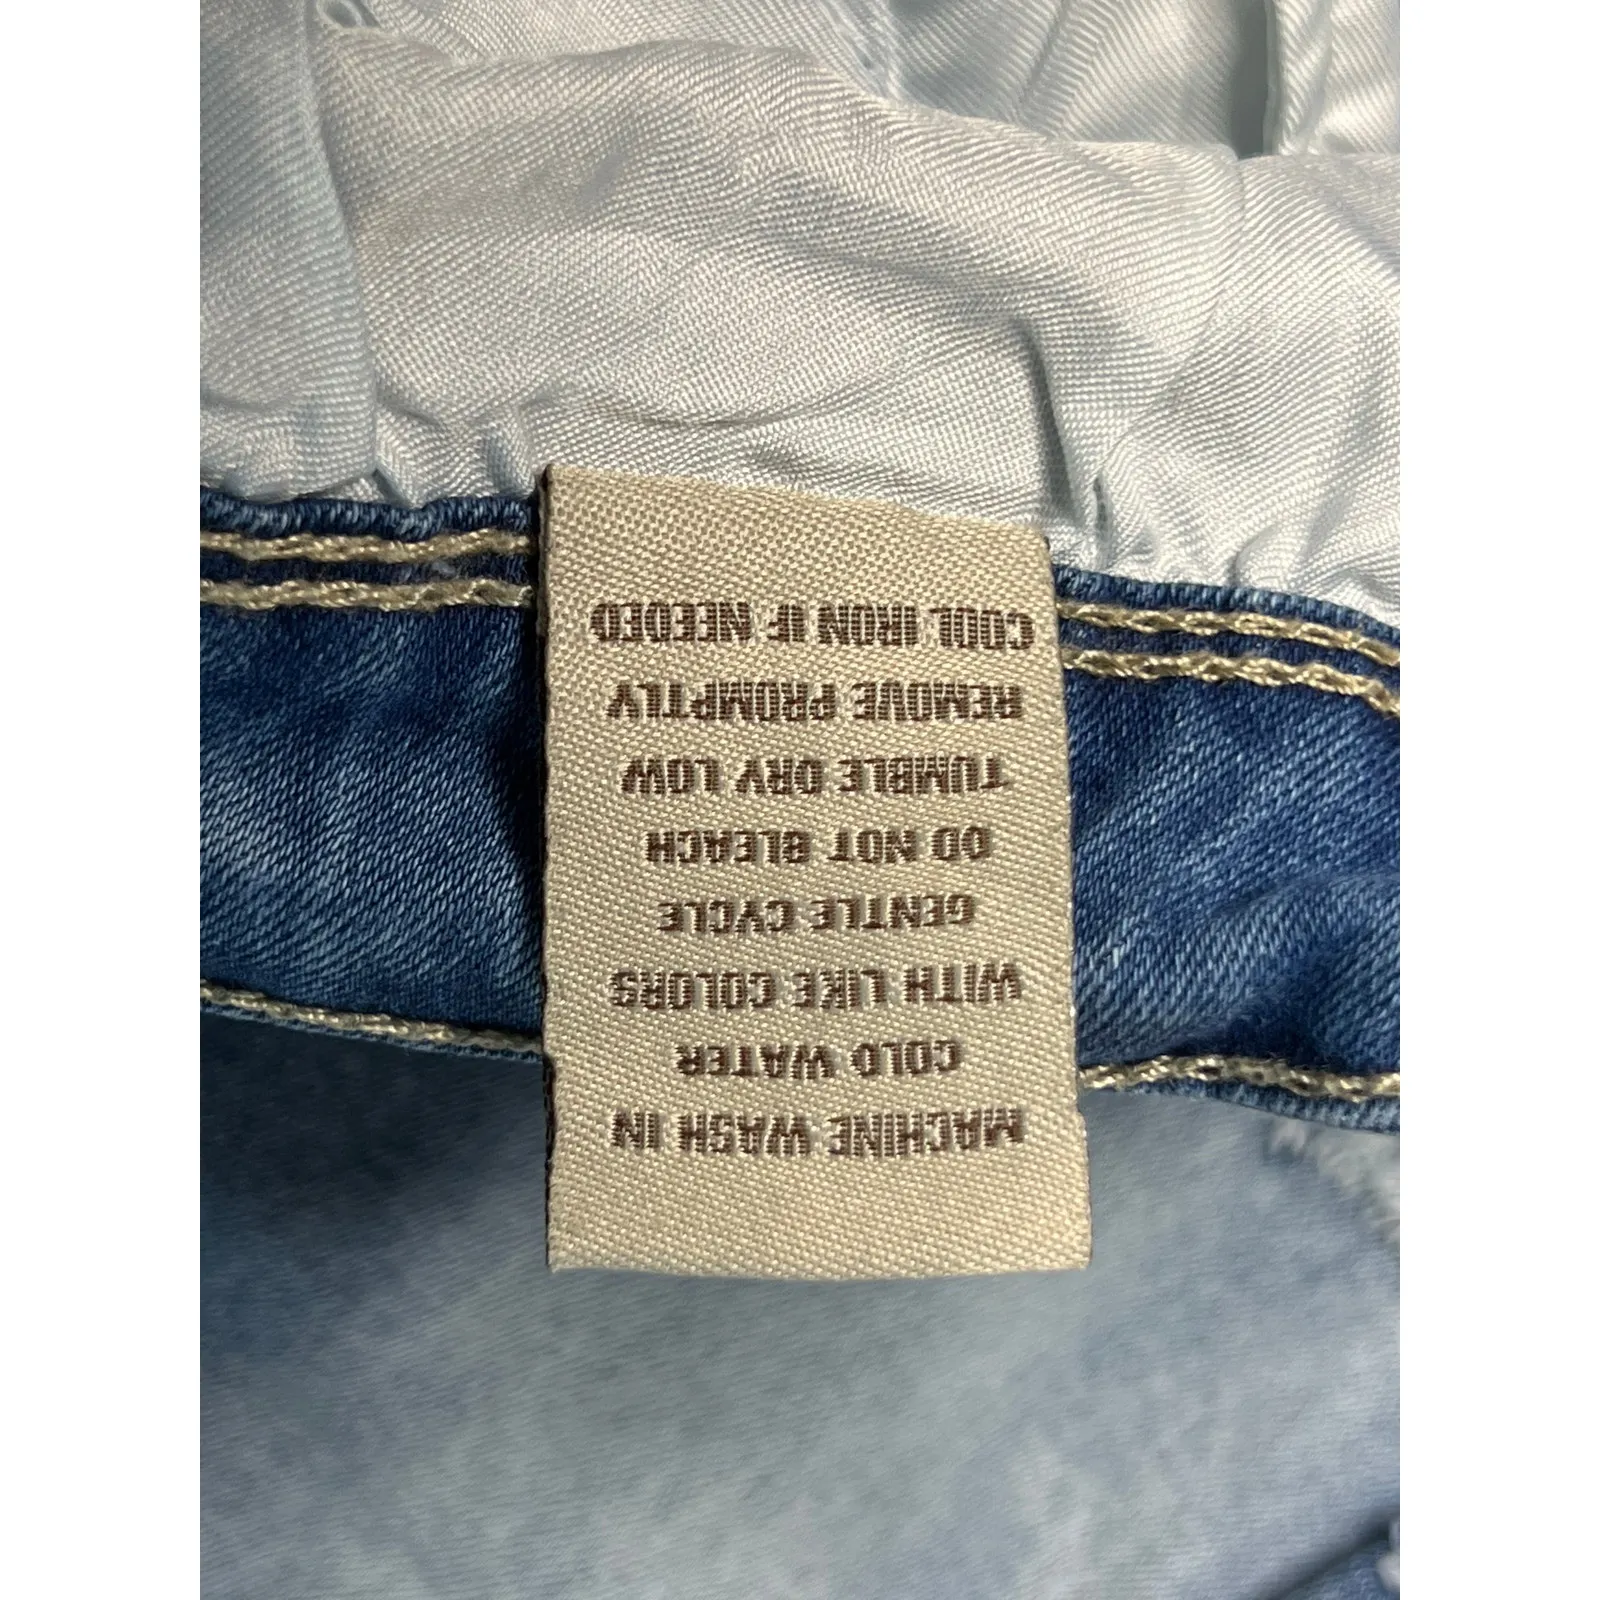 MACHINE WASH IN
COLD WATER
WITH LIKE COLORS
GENTLE CYCLE
DO NOT BLEACH
TUMBLE DRY LOW
REMOVE PROMPTLY
COOL IRON IF NEEDED